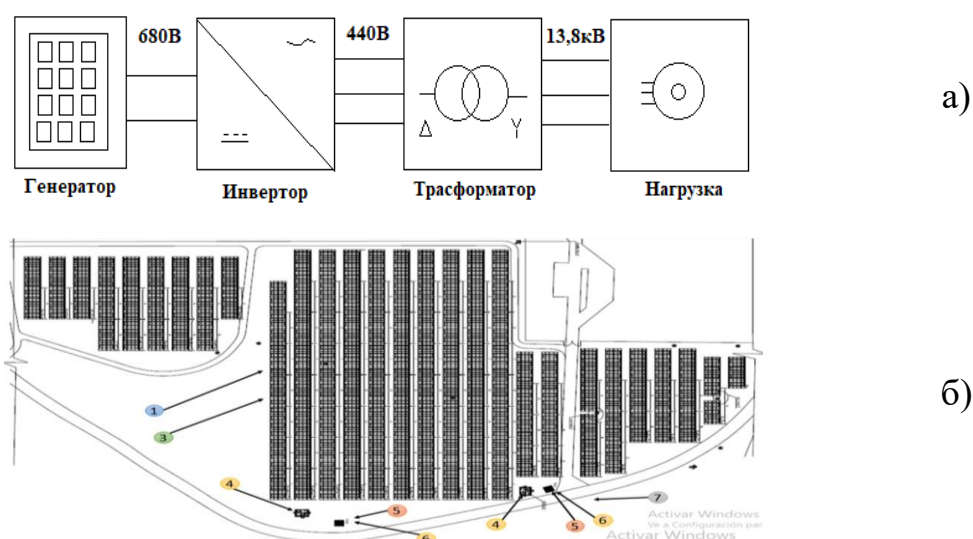 680В 440В 13,8кВ
а)
Генератор Инвертор Трасформатор Нагрузка
б)
1
3
4
5
6
4
5
6
7
Activar Windows
Ve a Configuración par
Activar Windows